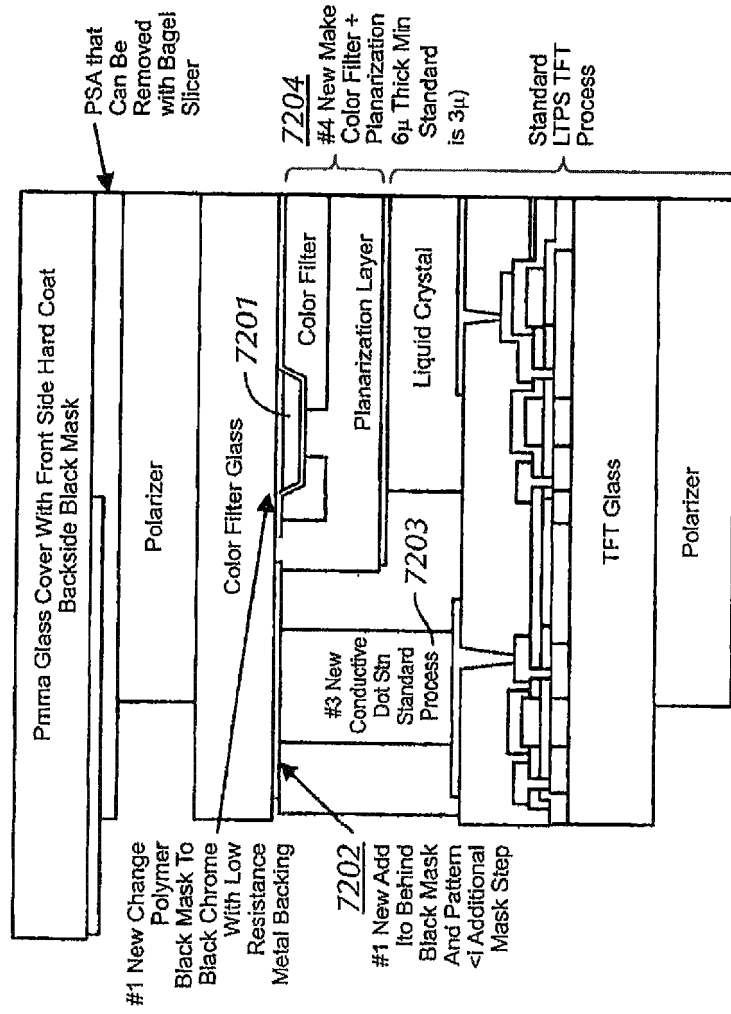 Pmma Glass Cover With Front Side Hard Coat
Backside Black Mask
PSA that
Can Be
Removed
with Bagel
Slicer
Polarizer
Color Filter Glass
#1 New Change
Polymer
Black Mask To
Black Chrome
With Low
Resistance
Metal Backing
7201
Color Filter
Planarization Layer
7204
#4 New Make
Color Filter +
Planarization
6μ Thick Min
Standard
is 3μ)
7202
#1 New Add
Ito Behind
Black Mask
And Pattern
<i Additional
Mask Step
#3 New
Conductive
Dot Stn
Standard
Process
7203
Liquid Crystal
Standard
LTPS TFT
Process
TFT Glass
Polarizer